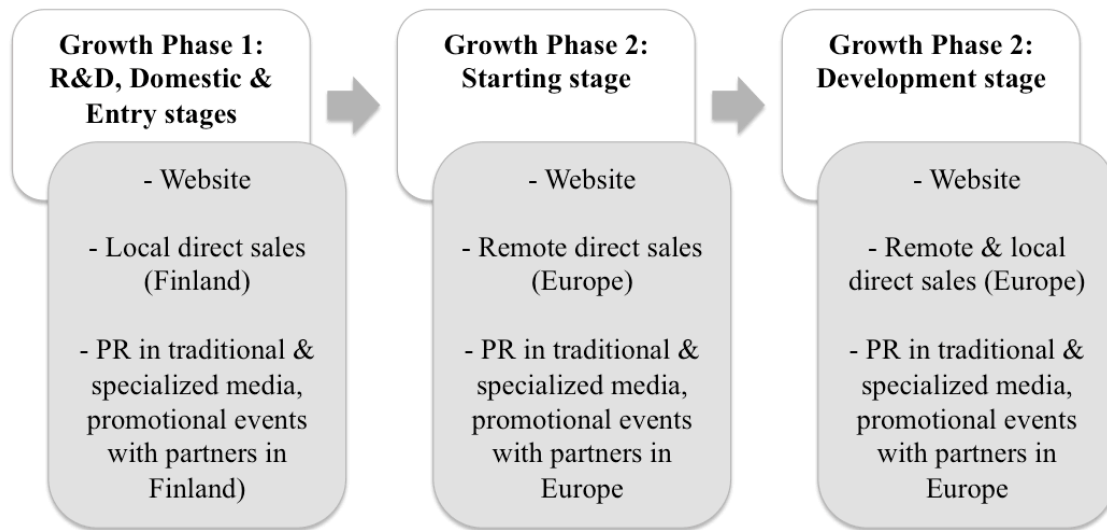 Growth Phase 1:
R&D, Domestic &
Entry stages
- Website
- Local direct sales
(Finland)
- PR in traditional &
specialized media,
promotional events
with partners in
Finland)
Growth Phase 2:
Starting stage
- Website
- Remote direct sales
(Europe)
- PR in traditional &
specialized media,
promotional events
with partners in
Europe
Growth Phase 2:
Development stage
- Website
- Remote & local
direct sales (Europe)
- PR in traditional &
specialized media,
promotional events
with partners in
Europe